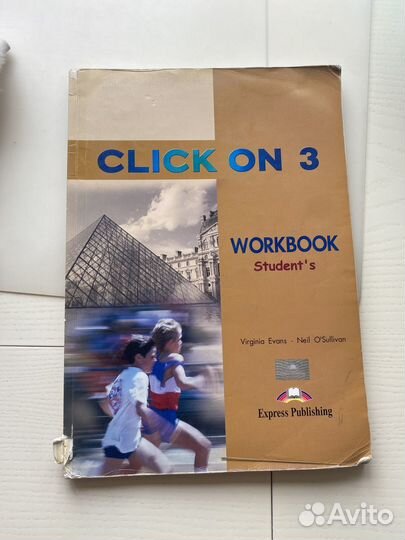 CLICK ON 3
WORKBOOK
Student's
Virginia Evans - Neil O'Sullivan
Express Publishing
Avito